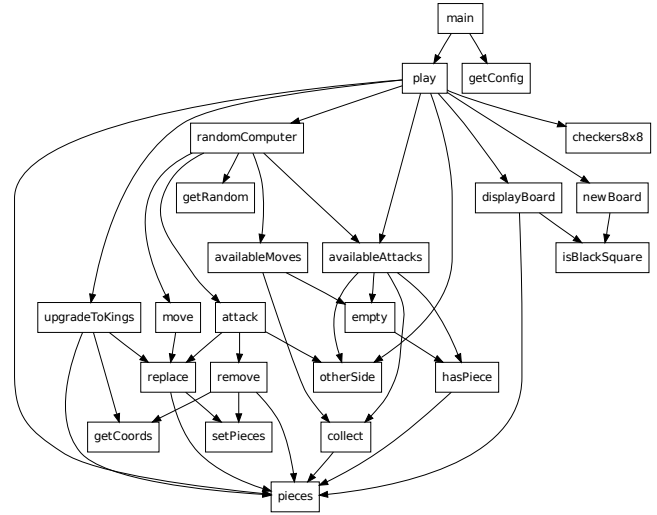 main
play
getConfig
randomComputer
checkers8x8
getRandom
displayBoard
newBoard
availableMoves
availableAttacks
isBlackSquare
upgradeToKings
move
attack
empty
replace
remove
otherSide
hasPiece
getCoords
setPieces
collect
pieces